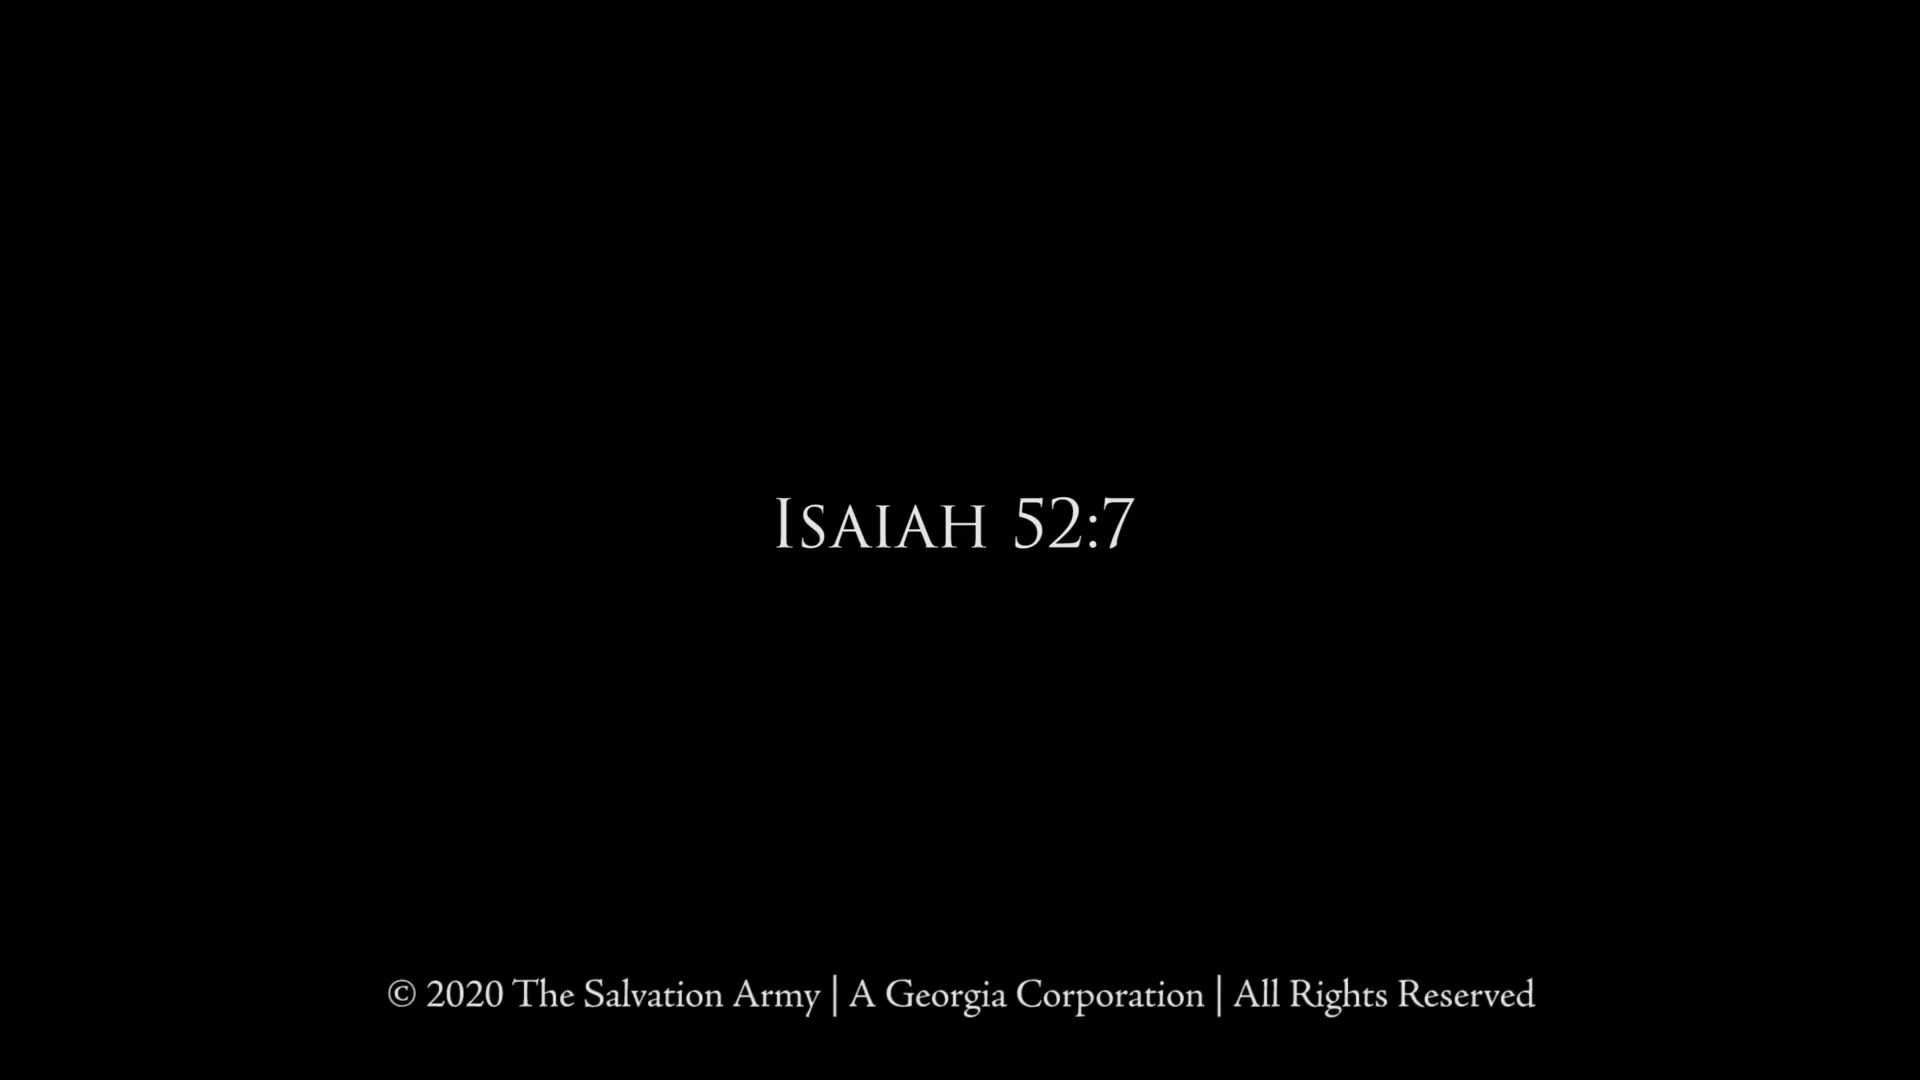 Isaiah 52:7
© 2020 The Salvation Army | A Georgia Corporation | All Rights Reserved